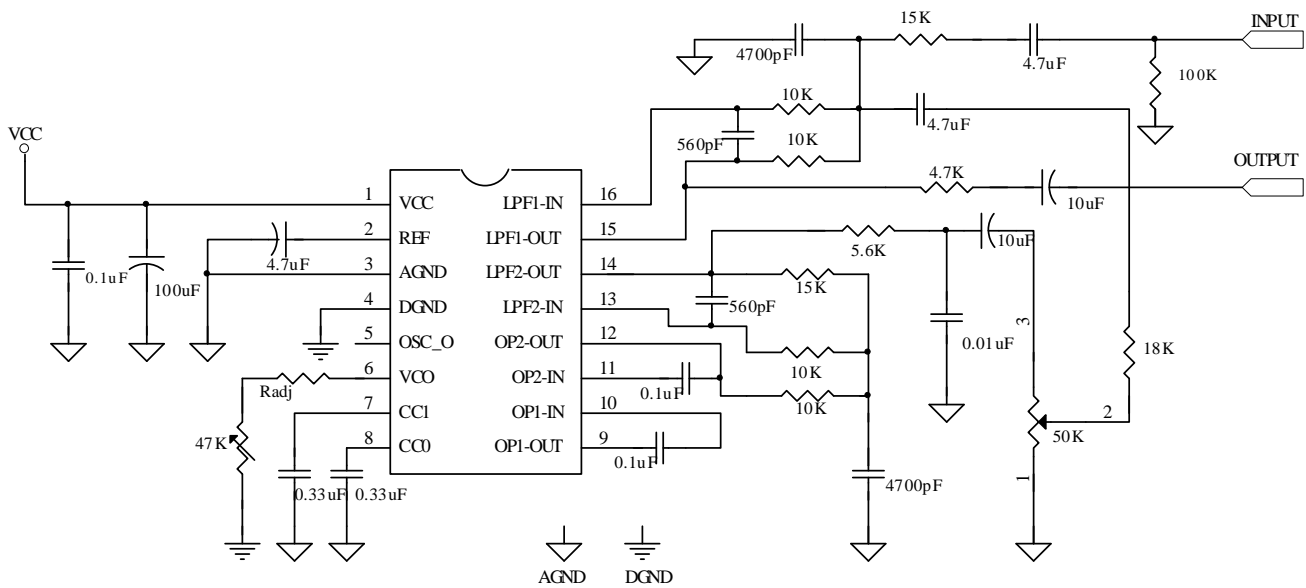 15K
INPUT
4700pF
4.7uF
100K
10K
4.7uF
VCC
560pF
10K
OUTPUT
4.7K
10uF
1 VCC LPF1-IN 16
2 REF LPF1-OUT 15
3 AGND LPF2-OUT 14
4 DGND LPF2-IN 13
5 OSC_O OP2-OUT 12
6 VCO OP2-IN 11
7 CC1 OP1-IN 10
8 CC0 OP1-OUT 9
0.1uF
100uF
4.7uF
10uF
5.6K
15K
560pF
3
0.01uF
18K
10K
Radj
0.1uF
10K
2
47K
50K
0.1uF
0.33uF
0.33uF
4700pF
1
AGND
DGND